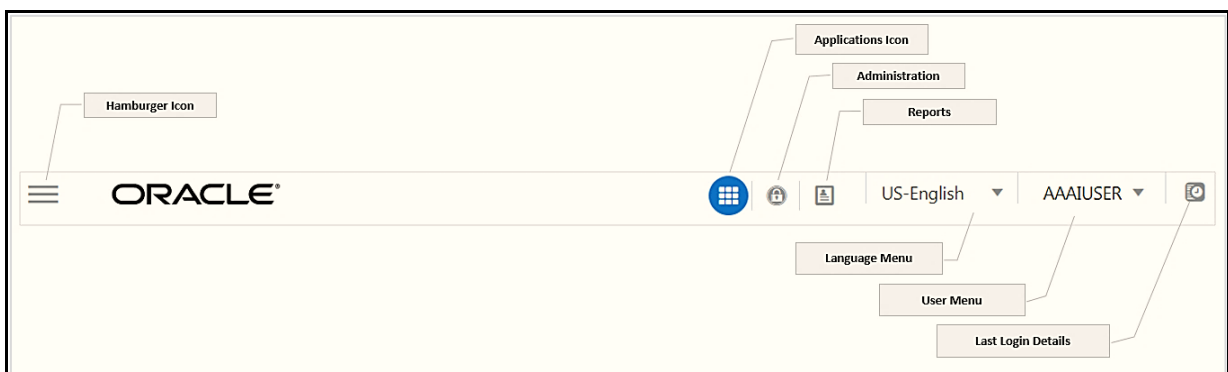 Applications Icon
Administration
Hamburger Icon
Reports
ORACLE®
US-English
AAAIUSER
Language Menu
User Menu
Last Login Details